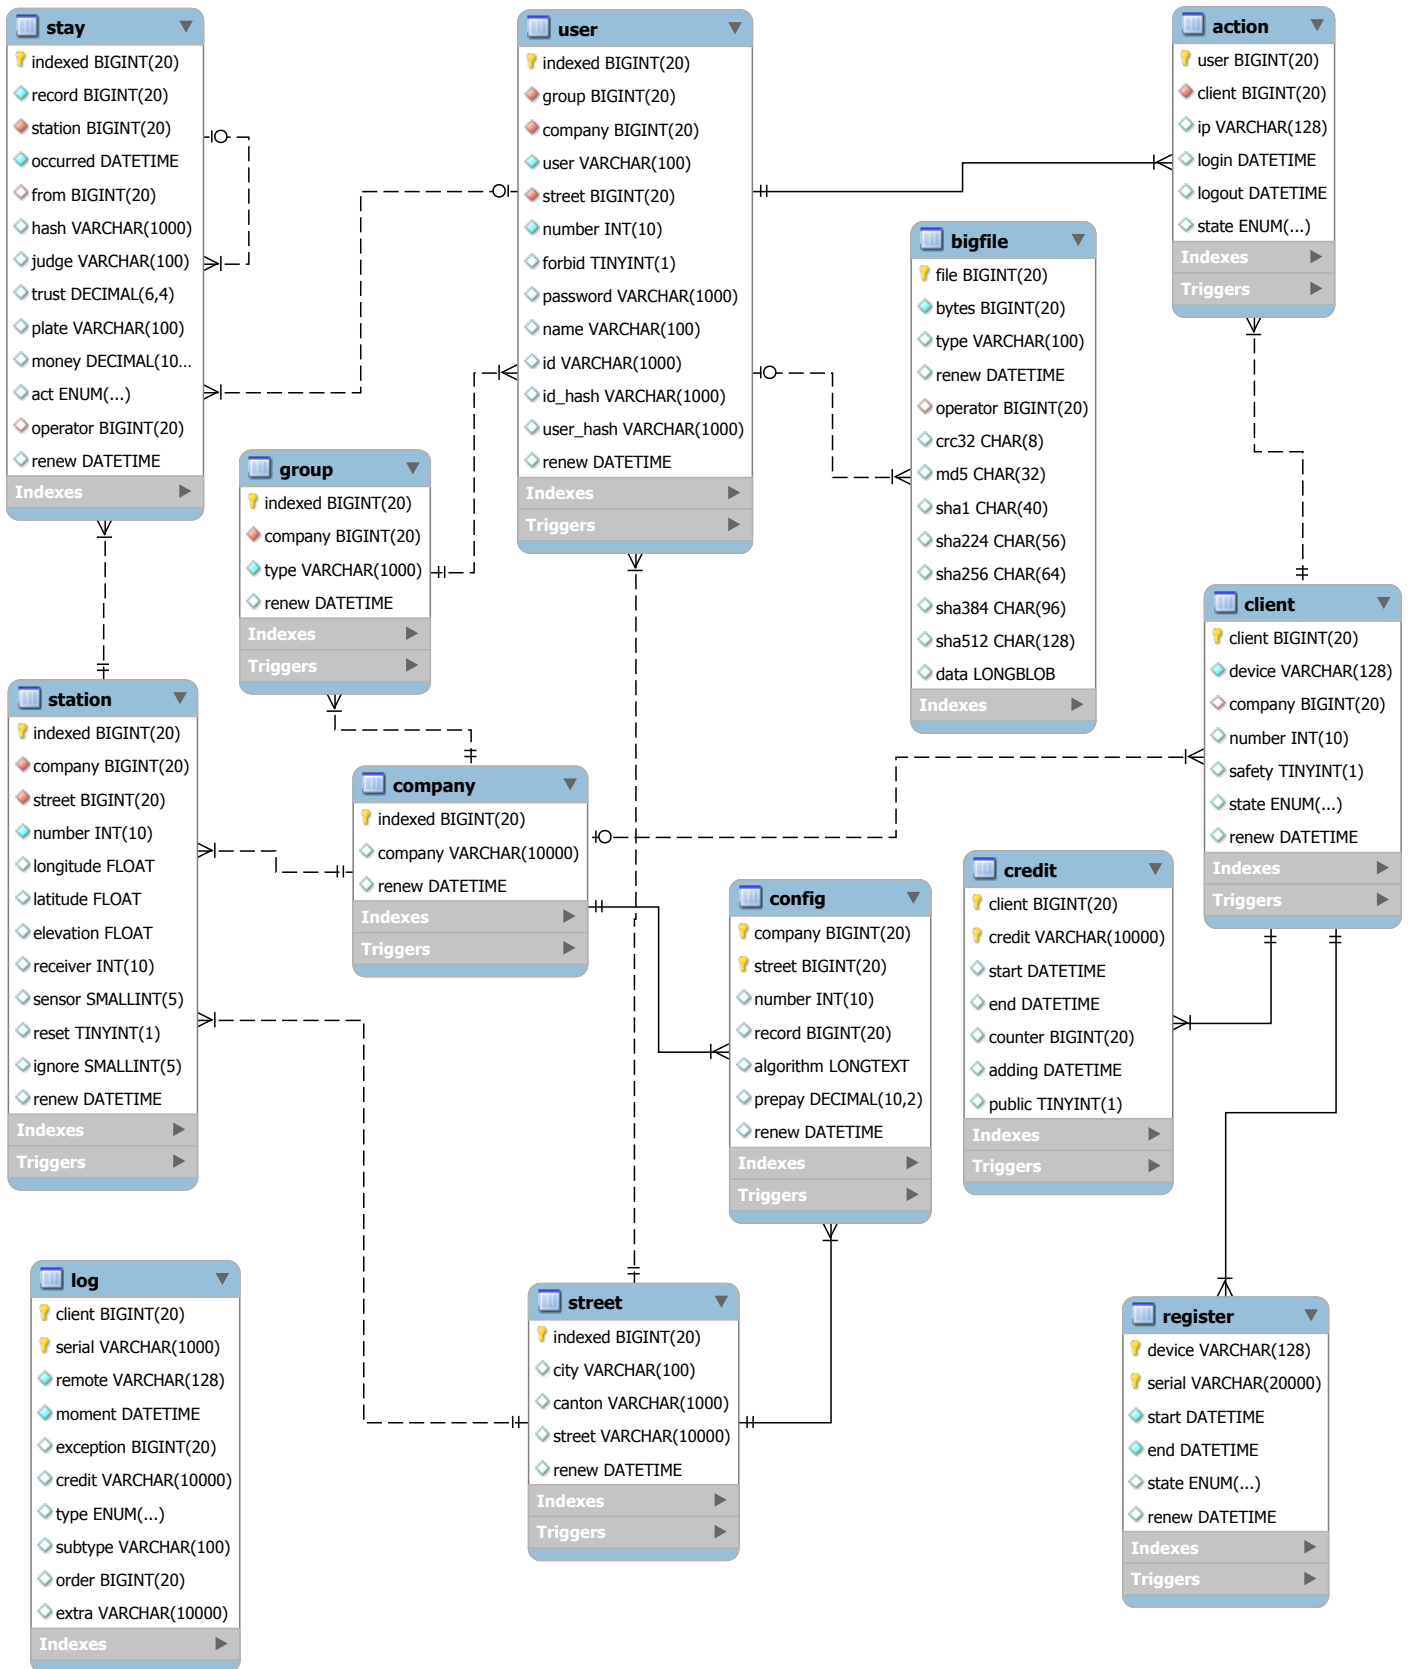 stay
indexed BIGINT(20)
record BIGINT(20)
station BIGINT(20)
occurred DATETIME
from BIGINT(20)
hash VARCHAR(1000)
judge VARCHAR(100)
trust DECIMAL(6,4)
plate VARCHAR(100)
money DECIMAL(10...
act ENUM(...)
operator BIGINT(20)
renew DATETIME
Indexes
user
indexed BIGINT(20)
group BIGINT(20)
company BIGINT(20)
user VARCHAR(100)
street BIGINT(20)
number INT(10)
forbid TINYINT(1)
password VARCHAR(1000)
name VARCHAR(100)
id VARCHAR(1000)
id_hash VARCHAR(1000)
user_hash VARCHAR(1000)
renew DATETIME
Indexes
Triggers
action
user BIGINT(20)
client BIGINT(20)
ip VARCHAR(128)
login DATETIME
logout DATETIME
state ENUM(...)
Indexes
Triggers
bigfile
file BIGINT(20)
bytes BIGINT(20)
type VARCHAR(100)
renew DATETIME
operator BIGINT(20)
crc32 CHAR(8)
md5 CHAR(32)
sha1 CHAR(40)
sha224 CHAR(56)
sha256 CHAR(64)
sha384 CHAR(96)
sha512 CHAR(128)
data LONGBLOB
Indexes
group
indexed BIGINT(20)
company BIGINT(20)
type VARCHAR(1000)
renew DATETIME
Indexes
Triggers
client
client BIGINT(20)
device VARCHAR(128)
company BIGINT(20)
number INT(10)
safety TINYINT(1)
state ENUM(...)
renew DATETIME
Indexes
Triggers
station
indexed BIGINT(20)
company BIGINT(20)
street BIGINT(20)
number INT(10)
longitude FLOAT
latitude FLOAT
elevation FLOAT
receiver INT(10)
sensor SMALLINT(5)
reset TINYINT(1)
ignore SMALLINT(5)
renew DATETIME
Indexes
Triggers
company
indexed BIGINT(20)
company VARCHAR(10000)
renew DATETIME
Indexes
Triggers
config
company BIGINT(20)
street BIGINT(20)
number INT(10)
record BIGINT(20)
algorithm LONGTEXT
prepay DECIMAL(10,2)
renew DATETIME
Indexes
Triggers
credit
client BIGINT(20)
credit VARCHAR(10000)
start DATETIME
end DATETIME
counter BIGINT(20)
adding DATETIME
public TINYINT(1)
Indexes
Triggers
log
client BIGINT(20)
serial VARCHAR(1000)
remote VARCHAR(128)
moment DATETIME
exception BIGINT(20)
credit VARCHAR(10000)
type ENUM(...)
subtype VARCHAR(100)
order BIGINT(20)
extra VARCHAR(10000)
Indexes
street
indexed BIGINT(20)
city VARCHAR(100)
canton VARCHAR(1000)
street VARCHAR(10000)
renew DATETIME
Indexes
Triggers
register
device VARCHAR(128)
serial VARCHAR(20000)
start DATETIME
end DATETIME
state ENUM(...)
renew DATETIME
Indexes
Triggers